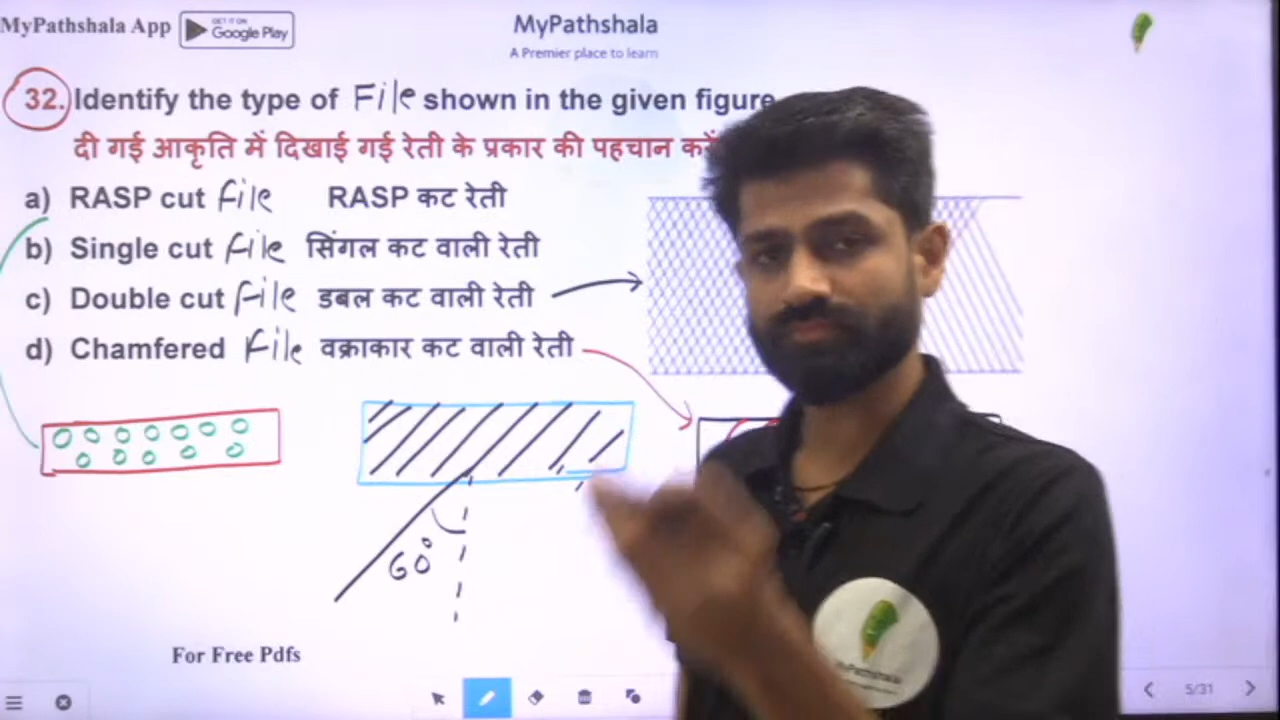 MyPathshala App
GET IT ON
Google Play
MyPathshala
A Premier place to learn
32. Identify the type of File shown in the given figure
दी गई आकृति में दिखाई गई रेती के प्रकार की पहचान करें
a) RASP cut File RASP कट रेती
b) Single cut File सिंगल कट वाली रेती
c) Double cut File डबल कट वाली रेती
d) Chamfered File वक्राकार कट वाली रेती
60°
For Free Pdfs
MyPathshala
5/31